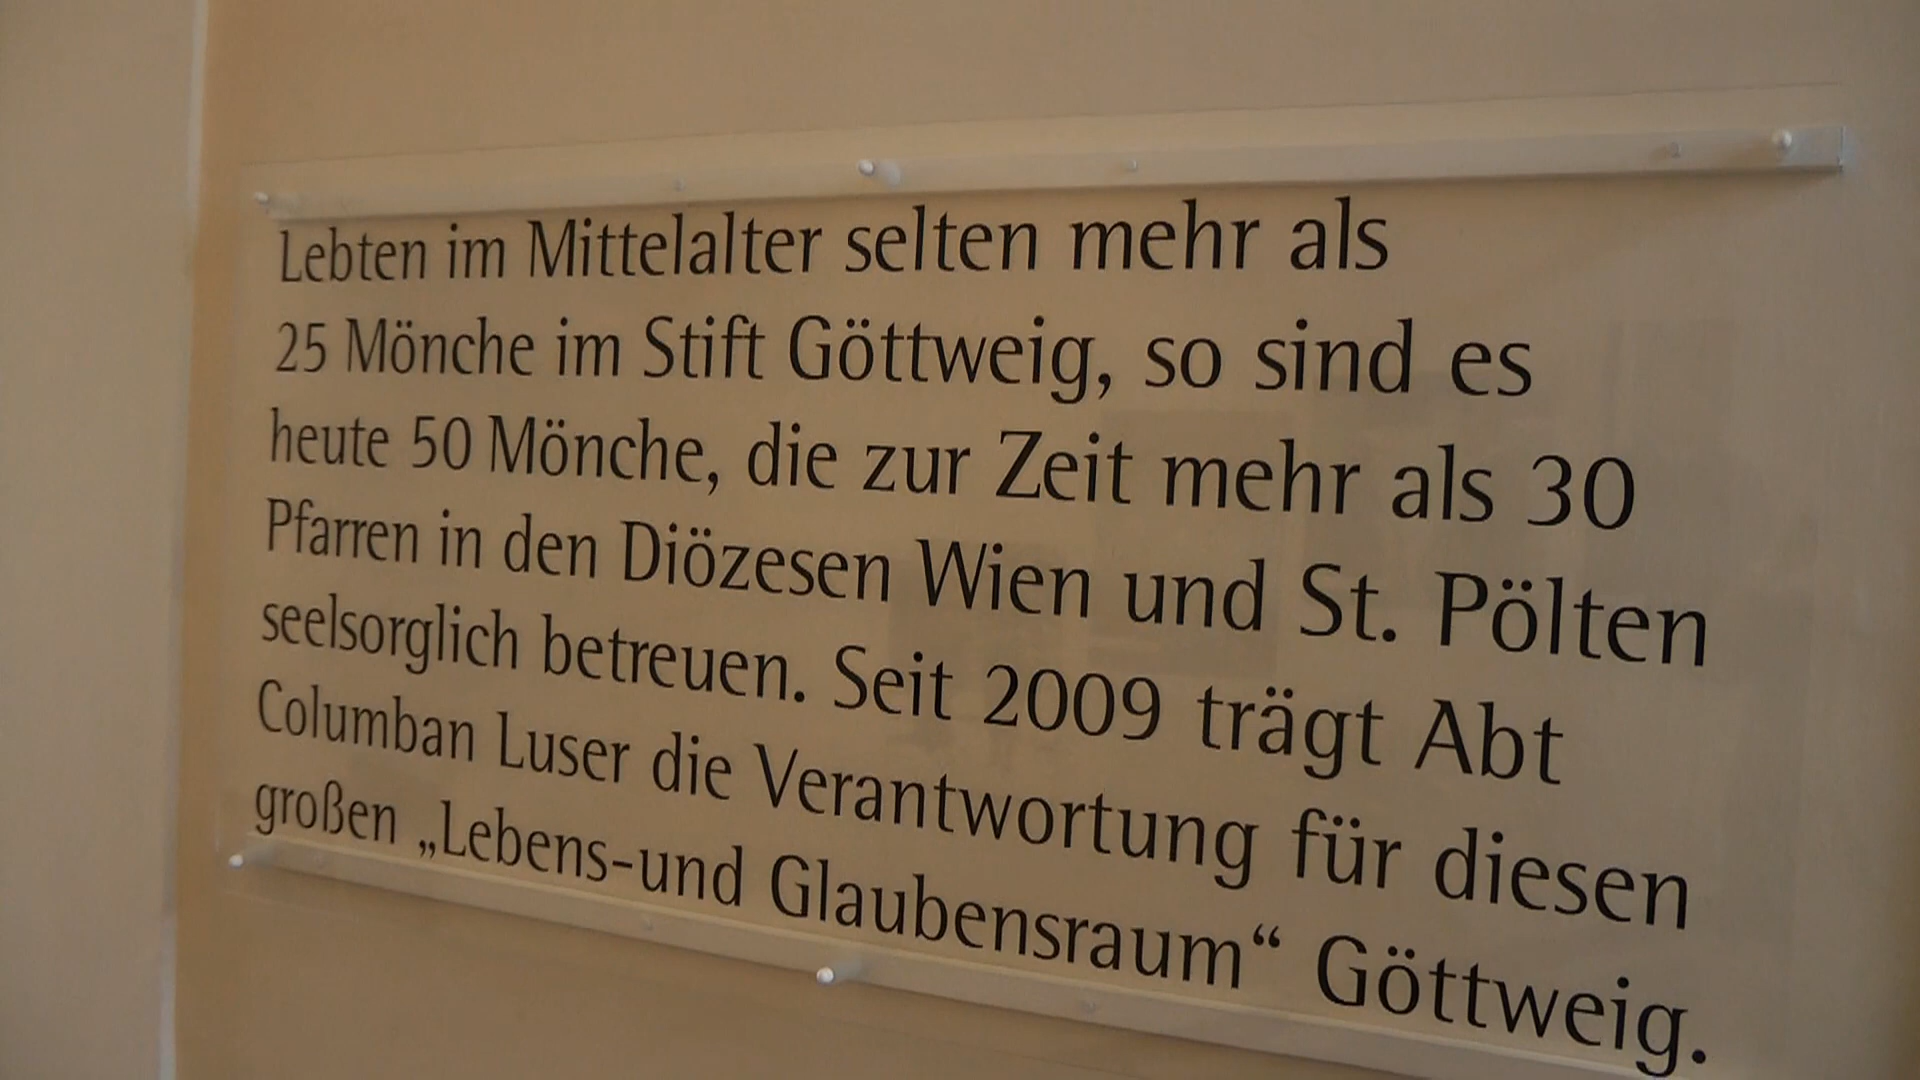 Lebten im Mittelalter selten mehr als
25 Mönche im Stift Göttweig, so sind es
heute 50 Mönche, die zur Zeit mehr als 30
Pfarren in den Diözesen Wien und St. Pölten
seelsorglich betreuen. Seit 2009 trägt Abt
Columban Luser die Verantwortung für diesen
großen „Lebens-und Glaubensraum“ Göttweig.